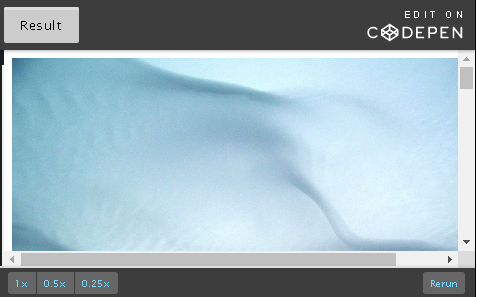 Result
EDIT ON
CODEPEN
1x 0.5x 0.25x
Rerun